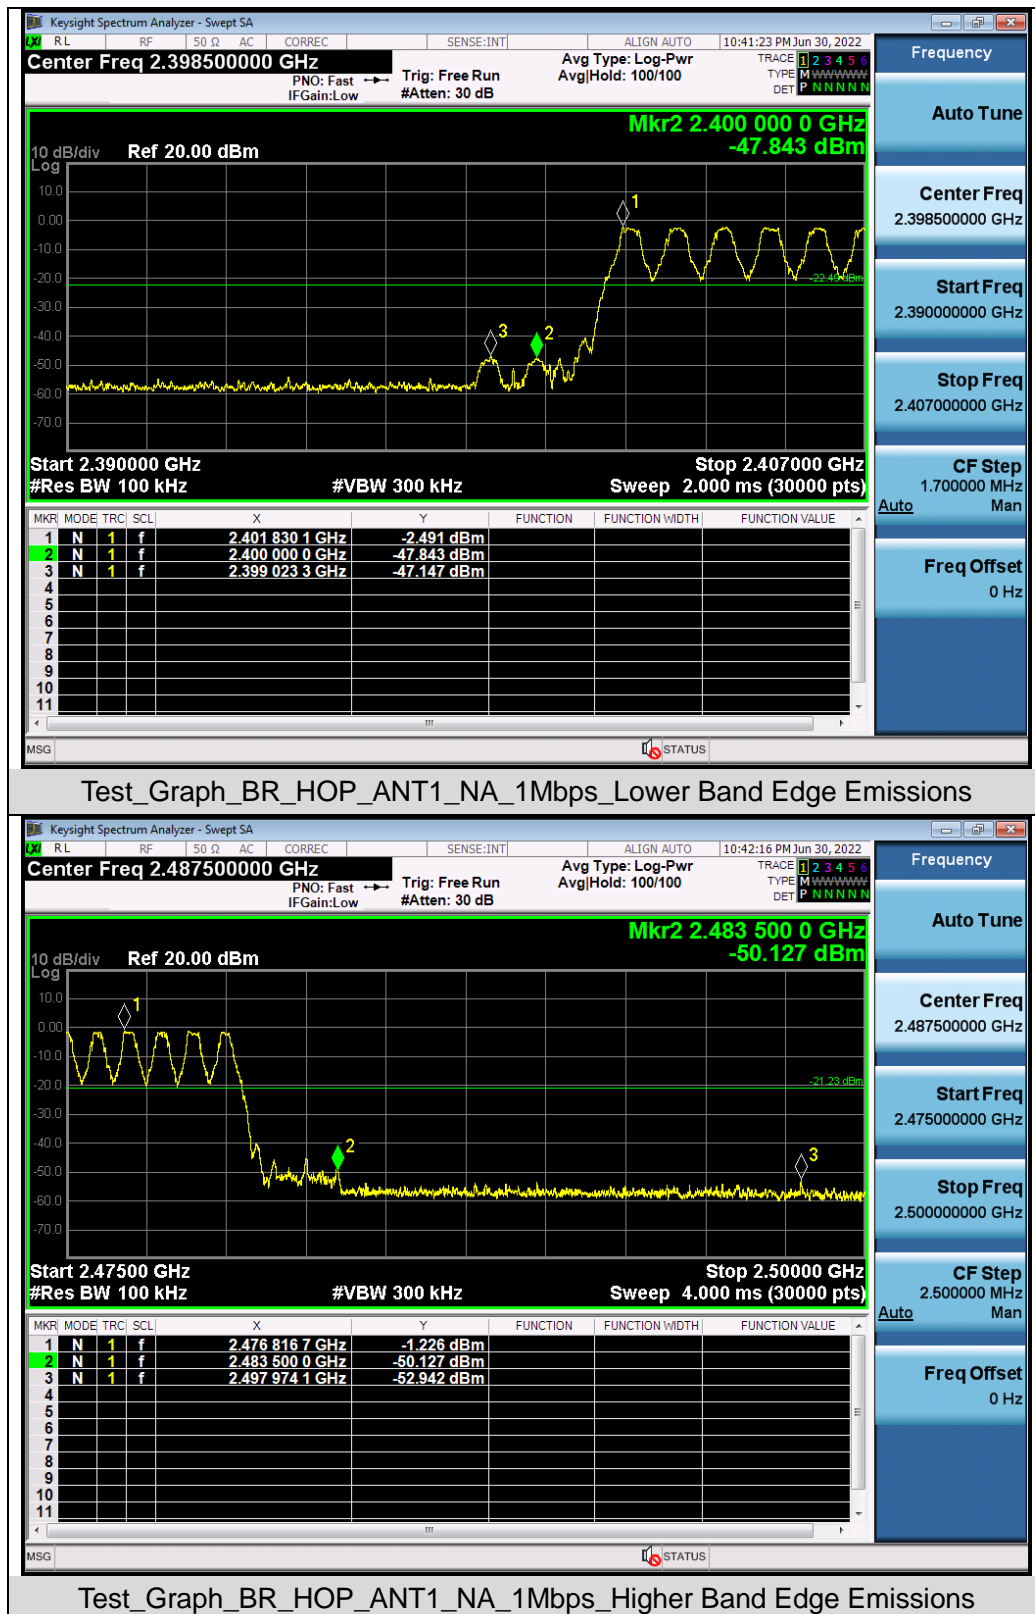 Keysight Spectrum Analyzer - Swept SA
LXI RL RF 50 Ω AC CORREC SENSE:INT ALIGN AUTO 10:41:23 PM Jun 30, 2022
Center Freq 2.398500000 GHz
PNO: Fast
IFGain:Low
Trig: Free Run
#Atten: 30 dB
Avg Type: Log-Pwr
Avg|Hold: 100/100
TRACE 1 2 3 4 5 6
TYPE M W W W W W
DET P N N N N N
Frequency
Auto Tune
Center Freq
2.398500000 GHz
Start Freq
2.390000000 GHz
Stop Freq
2.407000000 GHz
CF Step
1.700000 MHz
Auto Man
Freq Offset
0 Hz
Mkr2 2.400 000 0 GHz
-47.843 dBm
10 dB/div Ref 20.00 dBm
Log
10.0
0.00
-10.0
-20.0
-30.0
-40.0
-50.0
-60.0
-70.0
1
2
3
-22.49 dBm
Start 2.390000 GHz Stop 2.407000 GHz
#Res BW 100 kHz #VBW 300 kHz Sweep 2.000 ms (30000 pts)
MKR MODE TRC SCL X Y FUNCTION FUNCTION WIDTH FUNCTION VALUE
1 N 1 f 2.401 830 1 GHz -2.491 dBm
2 N 1 f 2.400 000 0 GHz -47.843 dBm
3 N 1 f 2.399 023 3 GHz -47.147 dBm
4
5
6
7
8
9
10
11
MSG STATUS
Test_Graph_BR_HOP_ANT1_NA_1Mbps_Lower Band Edge Emissions
Keysight Spectrum Analyzer - Swept SA
LXI RL RF 50 Ω AC CORREC SENSE:INT ALIGN AUTO 10:42:16 PM Jun 30, 2022
Center Freq 2.487500000 GHz
PNO: Fast
IFGain:Low
Trig: Free Run
#Atten: 30 dB
Avg Type: Log-Pwr
Avg|Hold: 100/100
TRACE 1 2 3 4 5 6
TYPE M W W W W W
DET P N N N N N
Frequency
Auto Tune
Center Freq
2.487500000 GHz
Start Freq
2.475000000 GHz
Stop Freq
2.500000000 GHz
CF Step
2.500000 MHz
Auto Man
Freq Offset
0 Hz
Mkr2 2.483 500 0 GHz
-50.127 dBm
10 dB/div Ref 20.00 dBm
Log
10.0
0.00
-10.0
-20.0
-30.0
-40.0
-50.0
-60.0
-70.0
1
2
3
-21.23 dBm
Start 2.47500 GHz Stop 2.50000 GHz
#Res BW 100 kHz #VBW 300 kHz Sweep 4.000 ms (30000 pts)
MKR MODE TRC SCL X Y FUNCTION FUNCTION WIDTH FUNCTION VALUE
1 N 1 f 2.476 816 7 GHz -1.226 dBm
2 N 1 f 2.483 500 0 GHz -50.127 dBm
3 N 1 f 2.497 974 1 GHz -52.942 dBm
4
5
6
7
8
9
10
11
MSG STATUS
Test_Graph_BR_HOP_ANT1_NA_1Mbps_Higher Band Edge Emissions